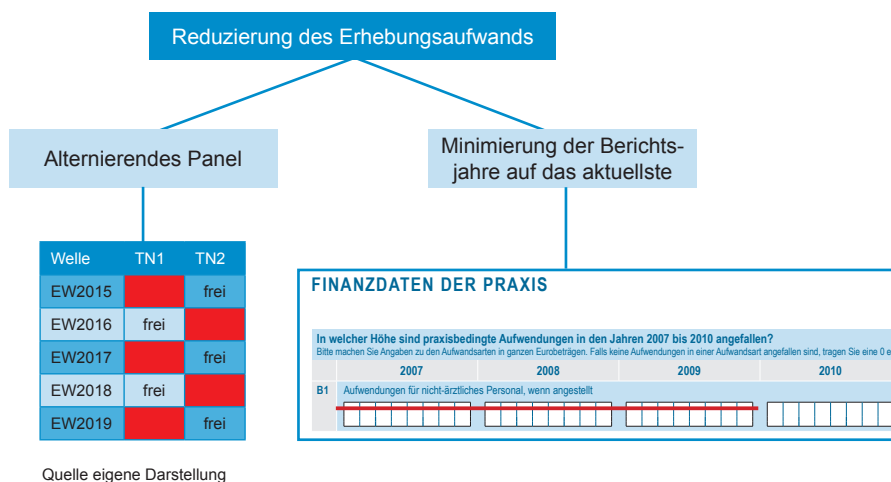 Reduzierung des Erhebungsaufwands
Alternierendes Panel
Minimierung der Berichts-
jahre auf das aktuellste
Welle TN1 TN2
EW2015 frei
EW2016 frei
EW2017 frei
EW2018 frei
EW2019 frei
FINANZDATEN DER PRAXIS
In welcher Höhe sind praxisbedingte Aufwendungen in den Jahren 2007 bis 2010 angefallen?
Bitte machen Sie Angaben zu den Aufwandsarten in ganzen Eurobeträgen. Falls keine Aufwendungen in einer Aufwandsart angefallen sind, tragen Sie eine 0 e
2007 2008 2009 2010
B1 Aufwendungen für nicht-ärztliches Personal, wenn angestellt
Quelle eigene Darstellung